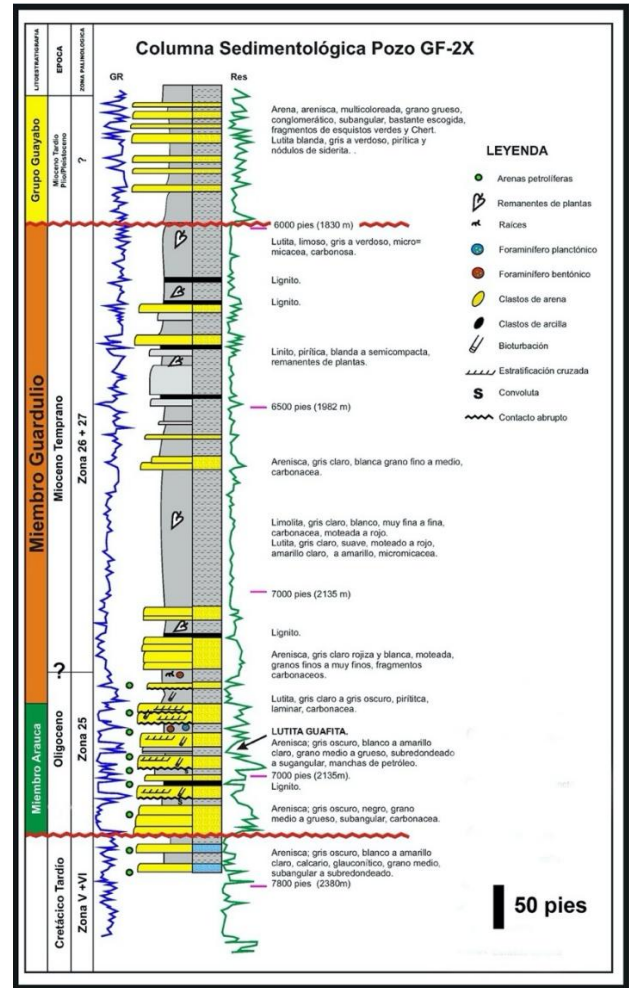 Columna Sedimentológica Pozo GF-2X
LITOESTRATIGRAFIA
EPOCA
ZONA PALINOLOGICA
GR
Res
Grupo Guayabo
Mioceno Tardío
Plio/Pleistoceno
?
Arena, arenisca, multicoloreada, grano grueso,
conglomerático, subangular, bastante escogida,
fragmentos de esquistos verdes y Chert.
Lutita blanda, gris a verdoso, pirítica y
nódulos de siderita. .
LEYENDA
Arenas petrolíferas
Remanentes de plantas
Raíces
Foraminífero planctónico
Foraminífero bentónico
Clastos de arena
Clastos de arcilla
Bioturbación
Estratificación cruzada
S
Convoluta
Contacto abrupto
6000 pies (1830 m)
Miembro Guardulio
Mioceno Temprano
Zona 26 + 27
Lutita, limoso, gris a verdoso, micro=
micacea, carbonosa.
Lignito.
Lignito.
Linito, pirítica, blanda a semicompacta,
remanentes de plantas.
6500 pies (1982 m)
Arenisca, gris claro, blanca grano fino a medio,
carbonacea.
Limolita, gris claro, blanco, muy fina a fina,
carbonacea, moteada a rojo.
Lutita, gris claro, suave, moteado a rojo,
amarillo claro, a amarillo, micromicacea.
7000 pies (2135 m)
Lignito.
Arenisca, gris claro rojiza y blanca, moteada,
granos finos a muy finos, fragmentos
carbonaceos.
?
Miembro Arauca
Oligoceno
Zona 25
Lutita, gris claro a gris oscuro, pirítitca,
laminar, carbonacea.
LUTITA GUAFITA.
Arenisca; gris oscuro, blanco a amarillo
claro, grano medio a grueso, subredondeado
a sugangular, manchas de petróleo.
7000 pies (2135m).
Lignito.
Arenisca; gris oscuro, negro, grano
medio a grueso, subangular, carbonacea.
Cretácico Tardío
Zona V +VI
Arenisca; gris oscuro, blanco a amarillo
claro, calcario, glauconítico, grano medio,
subangular a subredondeado.
7800 pies (2380m)
50 pies